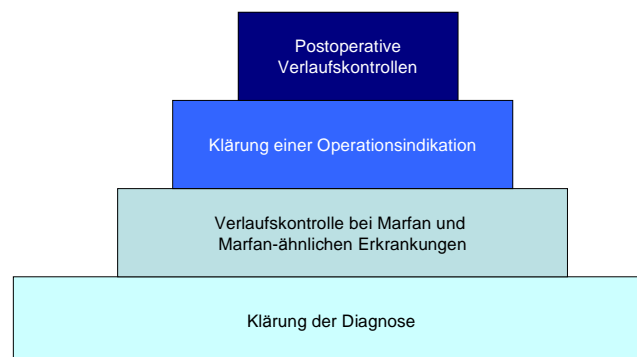 Postoperative
Verlaufskontrollen
Klärung einer Operationsindikation
Verlaufskontrolle bei Marfan und
Marfan-ähnlichen Erkrankungen
Klärung der Diagnose